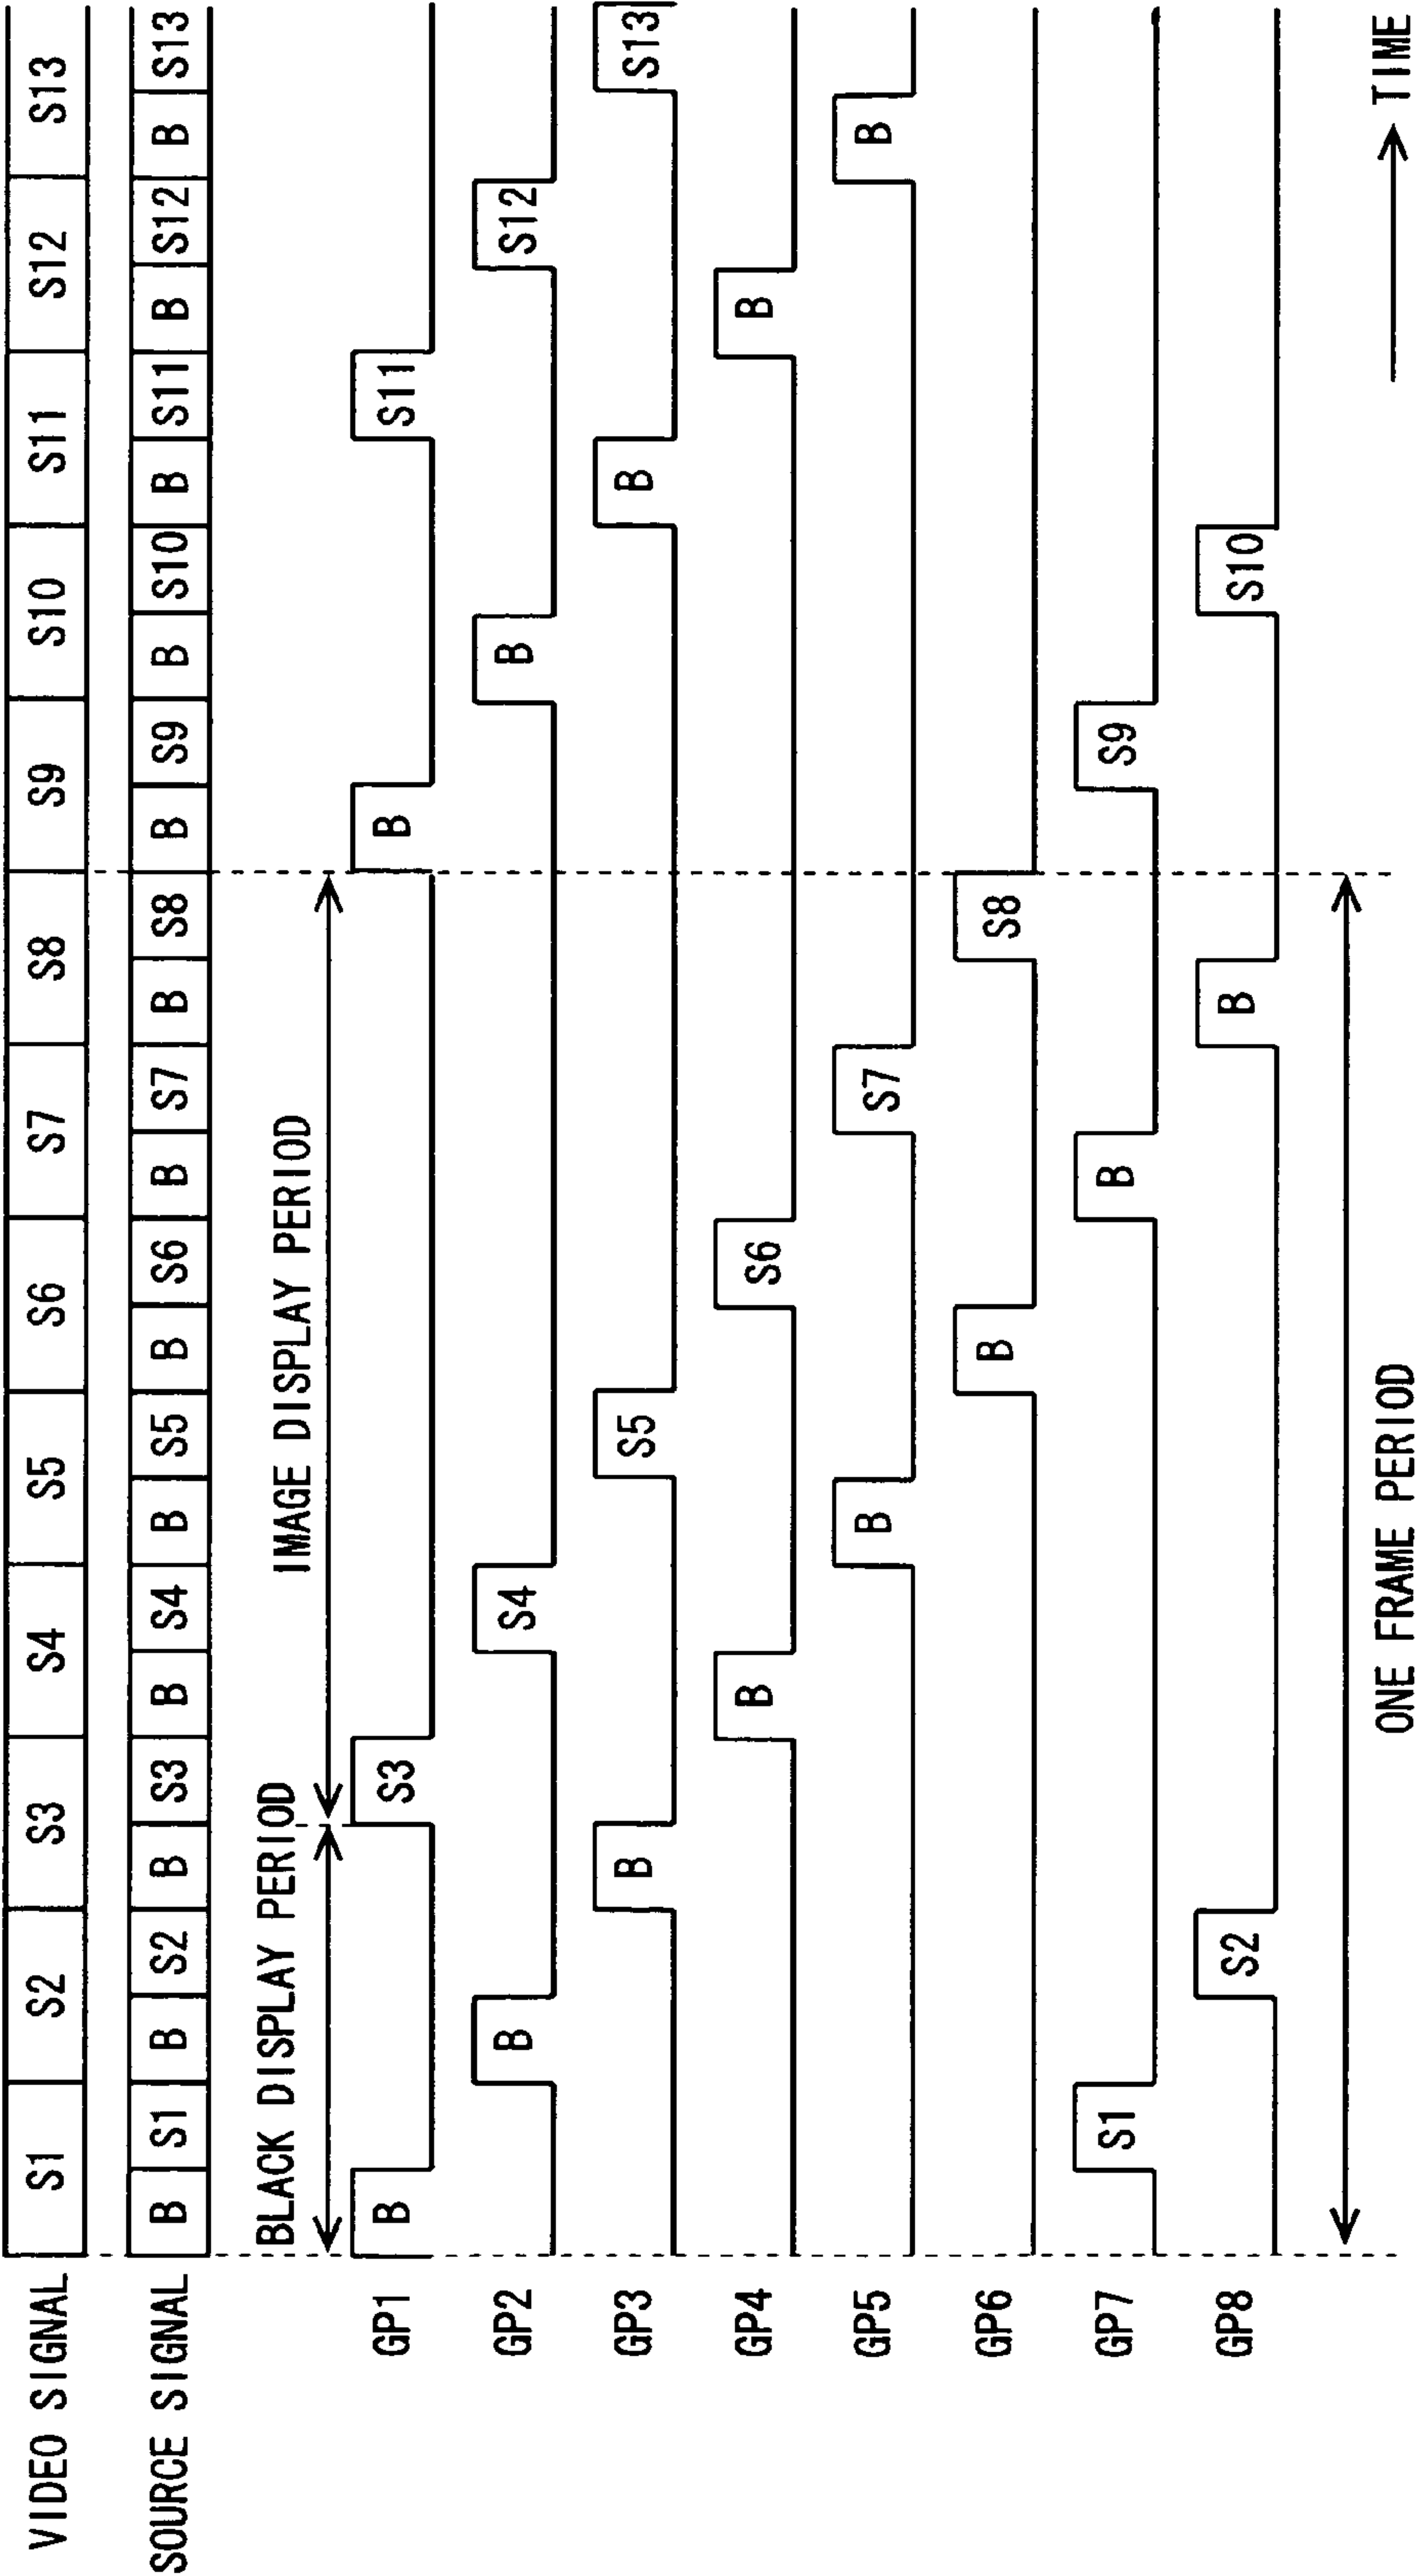 VIDEO SIGNAL S1 S2 S3 S4 S5 S6 S7 S8 S9 S10 S11 S12 S13
SOURCE SIGNAL B S1 B S2 B S3 B S4 B S5 B S6 B S7 B S8 B S9 B S10 B S11 B S12 B S13
BLACK DISPLAY PERIOD IMAGE DISPLAY PERIOD
GP1 B S3 B S11
GP2 B S4 B S12
GP3 B S5 B S13
GP4 B S6 B
GP5 B S7 B
GP6 B S8
GP7 S1 B S9
GP8 S2 B S10
ONE FRAME PERIOD TIME